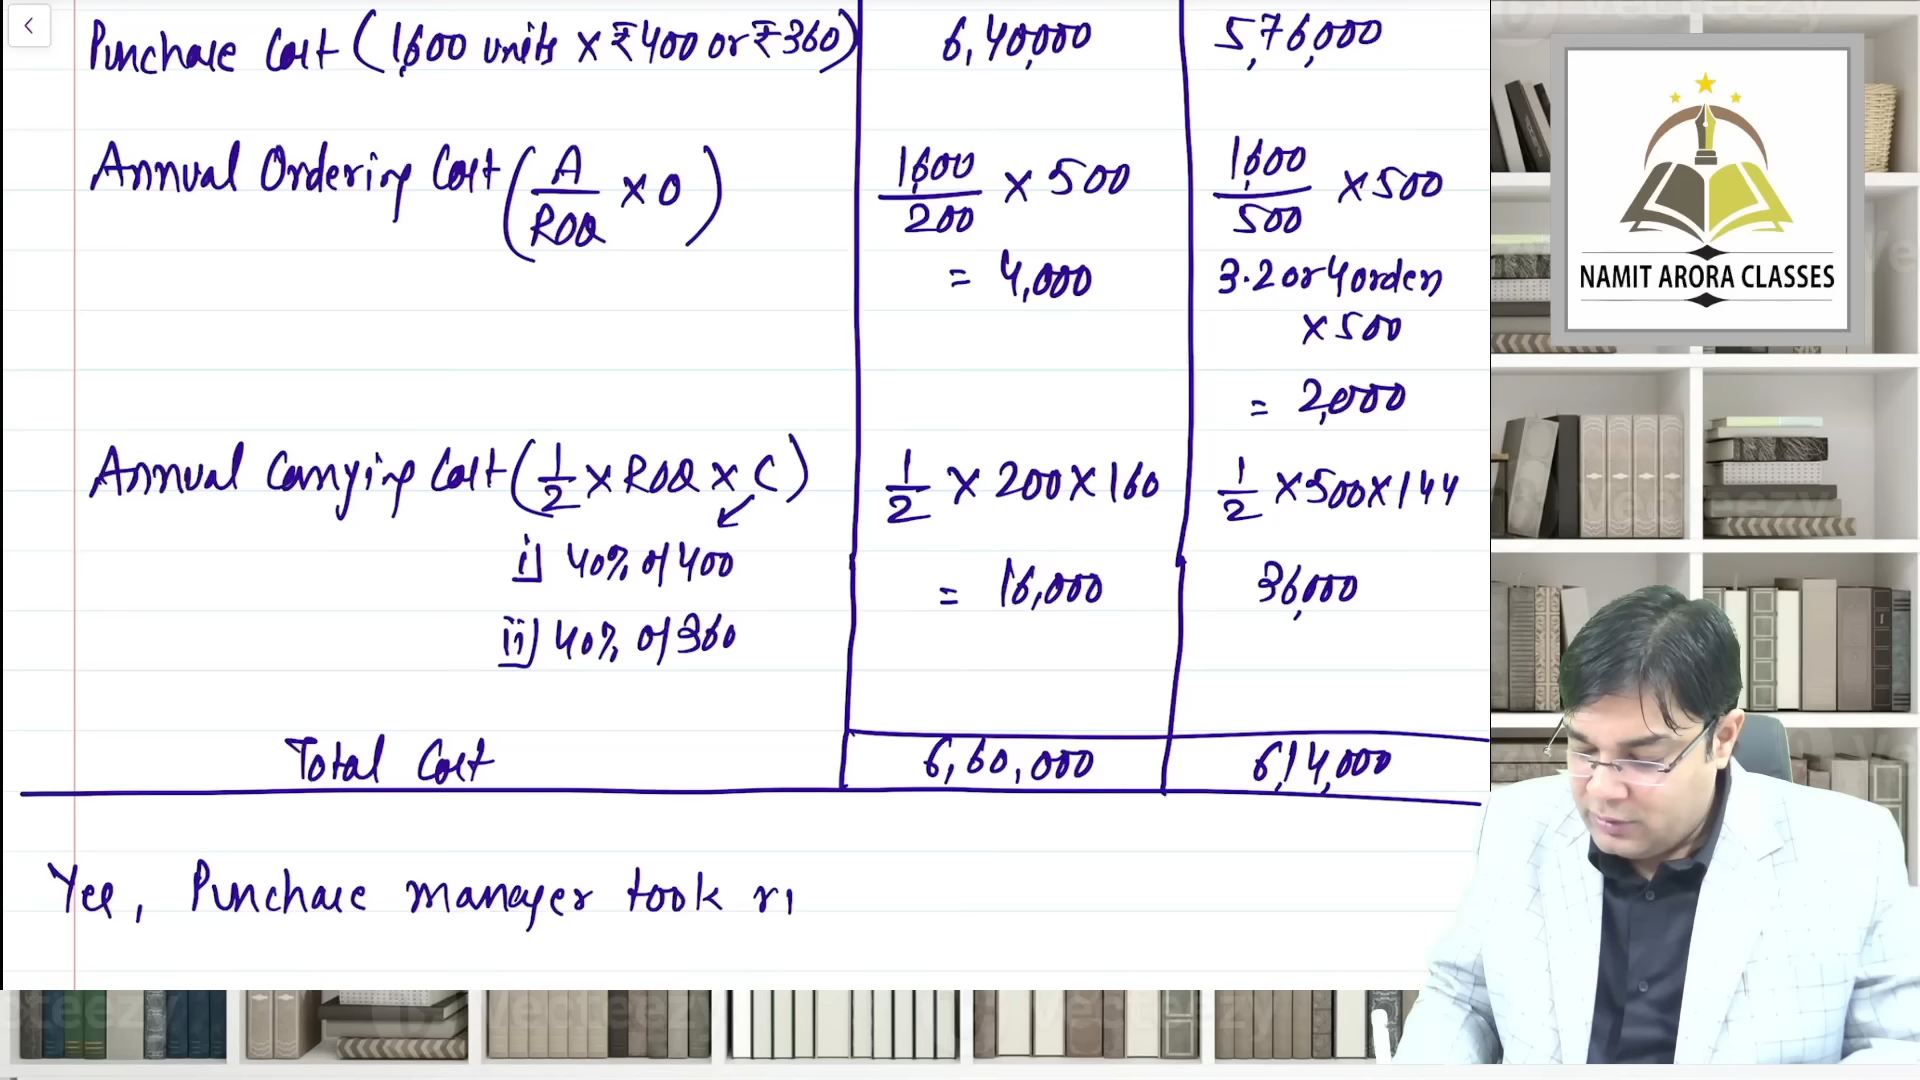 Purchase Cost (1,600 units × ₹400 or ₹360) 6,40,000 5,76,000
Annual Ordering Cost (A/ROQ × O) 1600/200 × 500 1600/500 × 500
= 4,000 3.2 or 4 orders
× 500
= 2,000
Annual Carrying Cost (1/2 × ROQ × C) 1/2 × 200 × 160 1/2 × 500 × 144
i) 40% of 400 = 16,000 36,000
ii) 40% of 360
Total Cost 6,60,000 6,14,000
Yes, Purchase manager took ri
NAMIT ARORA CLASSES